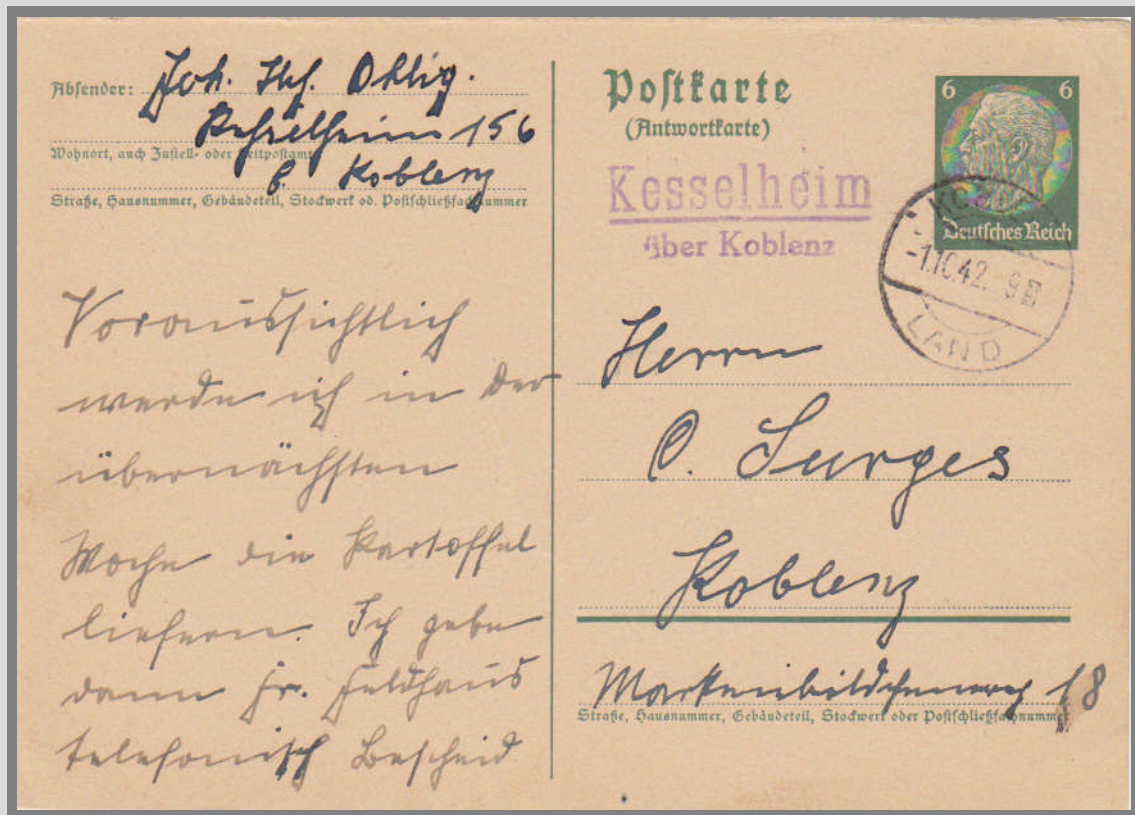 Absender: Joh. Ohlig.
Kesselheim 156
Wohnort, auch Zustell- oder Leitpostamt
b. Koblenz
Straße, Hausnummer, Gebäudeteil, Stockwerk od. Postschließfachnummer
Voraussichtlich
werde ich in der
übernächsten
Woche die Kartoffel
liefern. Ich gebe
dann Fr. Feldhaus
telefonisch Bescheid
Postkarte
(Antwortkarte)
6 6
Deutsches Reich
Kesselheim
über Koblenz
-1.10.42.-9
LAND
Herrn
C. Surges
Koblenz
Markenbildchenweg 18
Straße, Hausnummer, Gebäudeteil, Stockwerk oder Postschließfachnummer